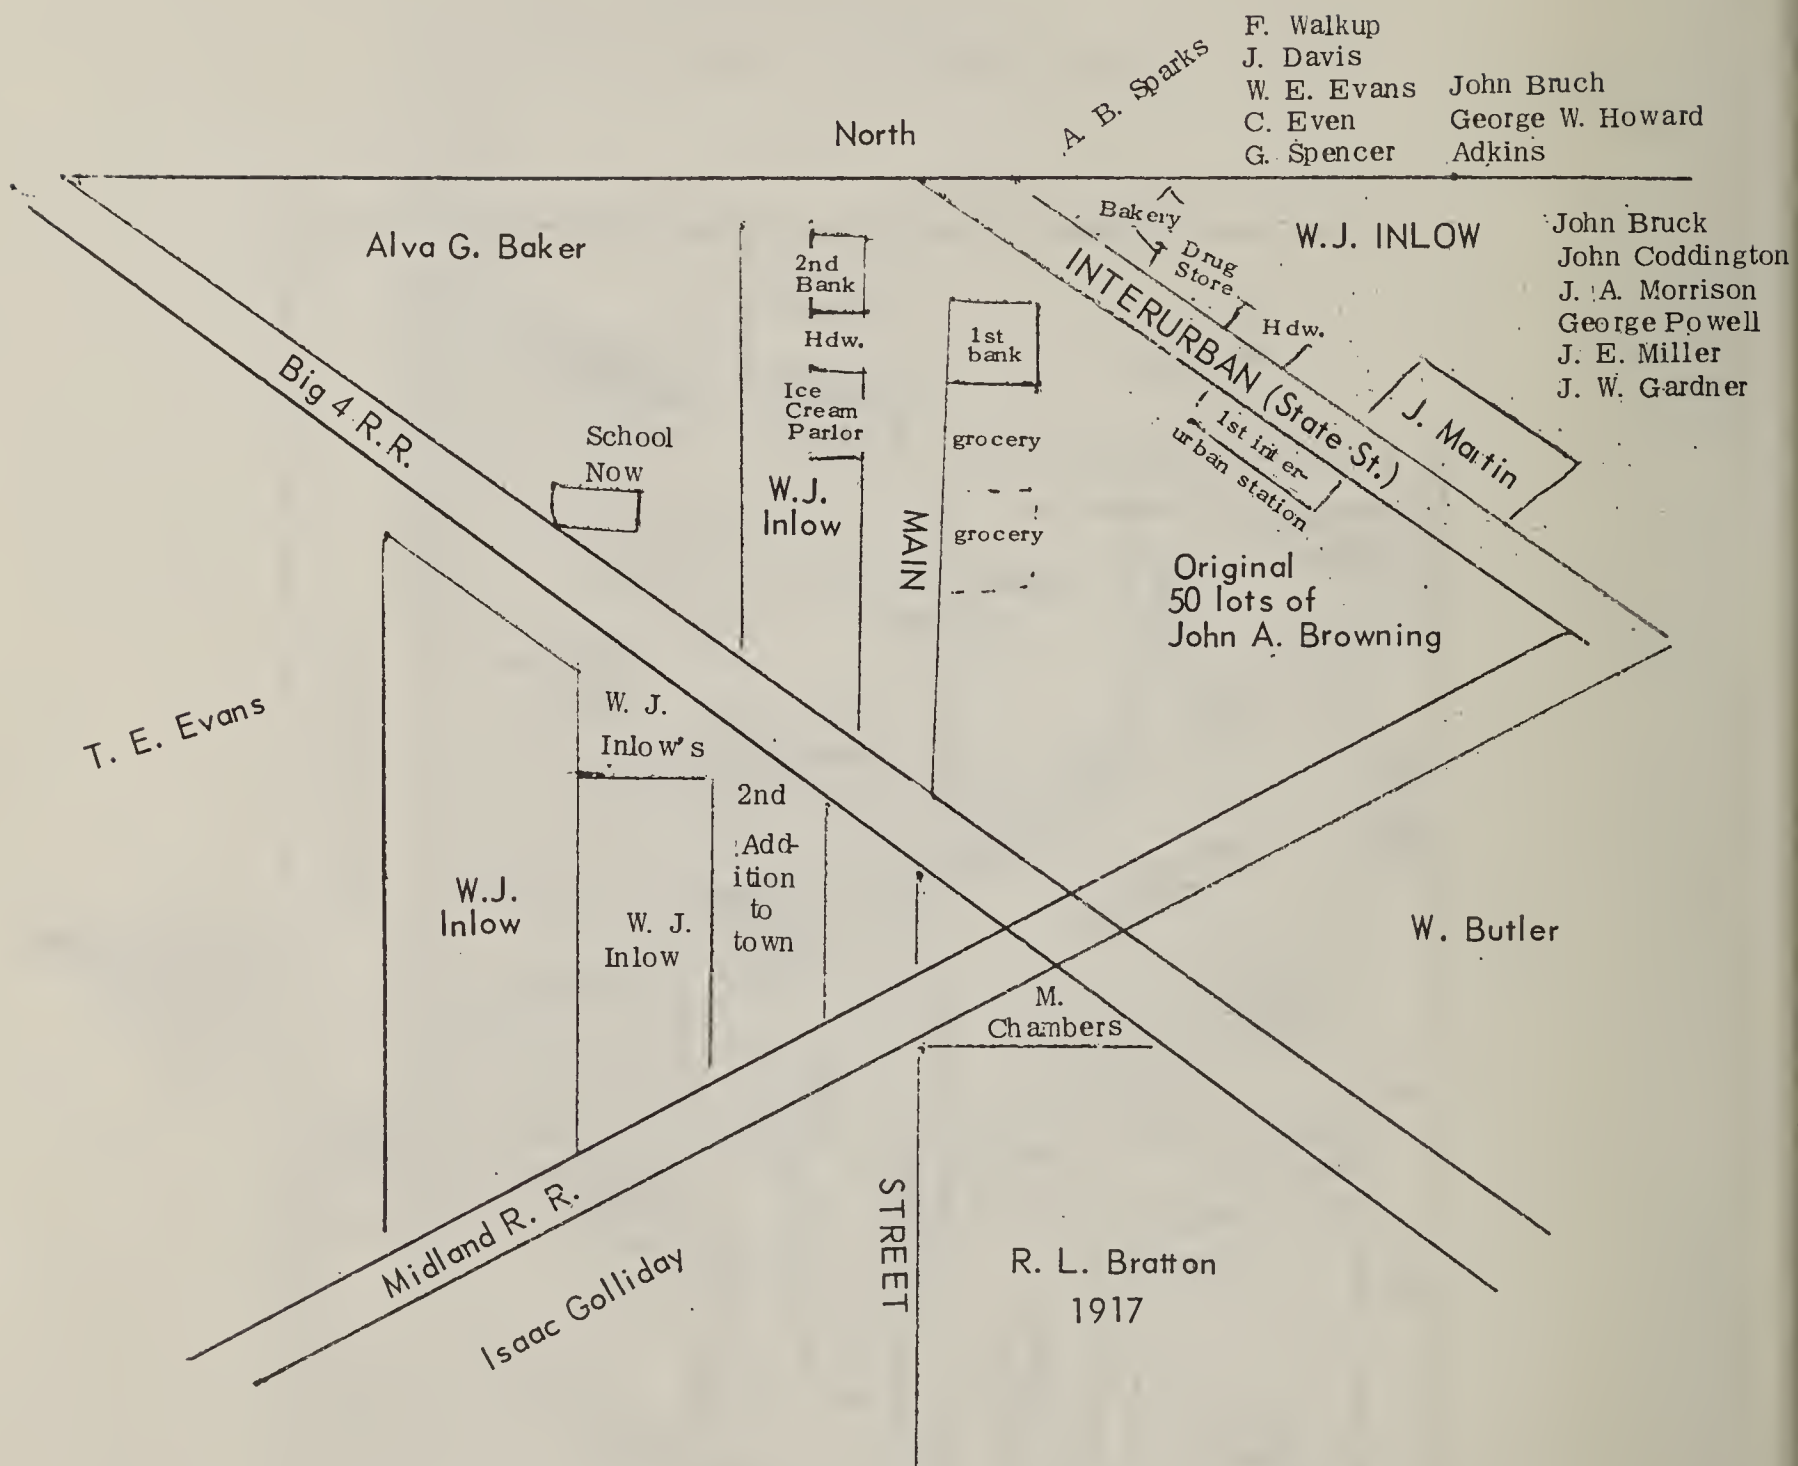 F. Walkup
J. Davis
W. E. Evans
C. Even
G. Spencer
John Bruch
George W. Howard
Adkins
A. B. Sparks
North
Alva G. Baker
2nd
Bank
Hdw.
Ice
Cream
Parlor
W.J.
Inlow
1st
bank
grocery
grocery
MAIN
Bakery
Drug
Store
Hdw.
W.J. INLOW
John Bruck
John Coddington
J. A. Morrison
George Powell
J. E. Miller
J. W. Gardner
INTERURBAN (State St.)
J. Martin
1st inter-
urban station
Original
50 lots of
John A. Browning
Big 4 R.R.
School
Now
T. E. Evans
W. J.
Inlow's
2nd
Add-
ition
to
town
W.J.
Inlow
W. J.
Inlow
W. Butler
M.
Chambers
Midland R. R.
Isaac Golliday
STREET
R. L. Bratton
1917